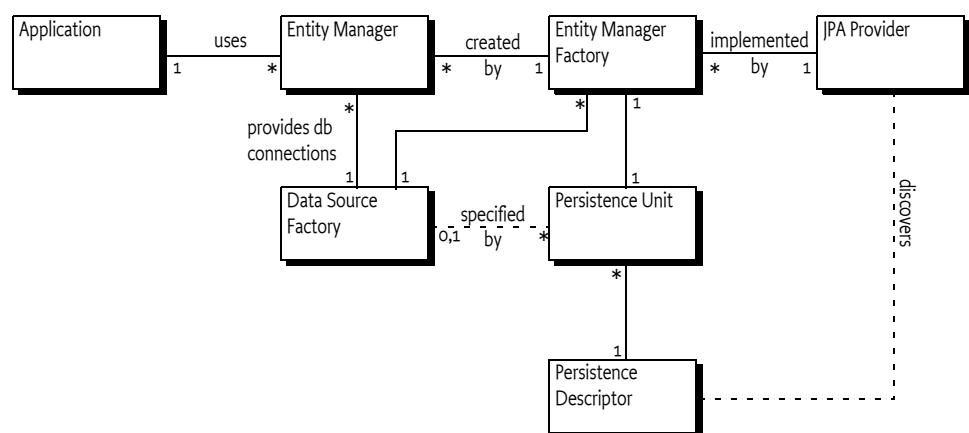 Application
uses
1
*
Entity Manager
created
by
*
1
Entity Manager
Factory
implemented
by
*
1
JPA Provider
*
provides db
connections
1
*
1
1
1
Data Source
Factory
specified
by
0,1
*
Persistence Unit
discovers
*
1
Persistence
Descriptor